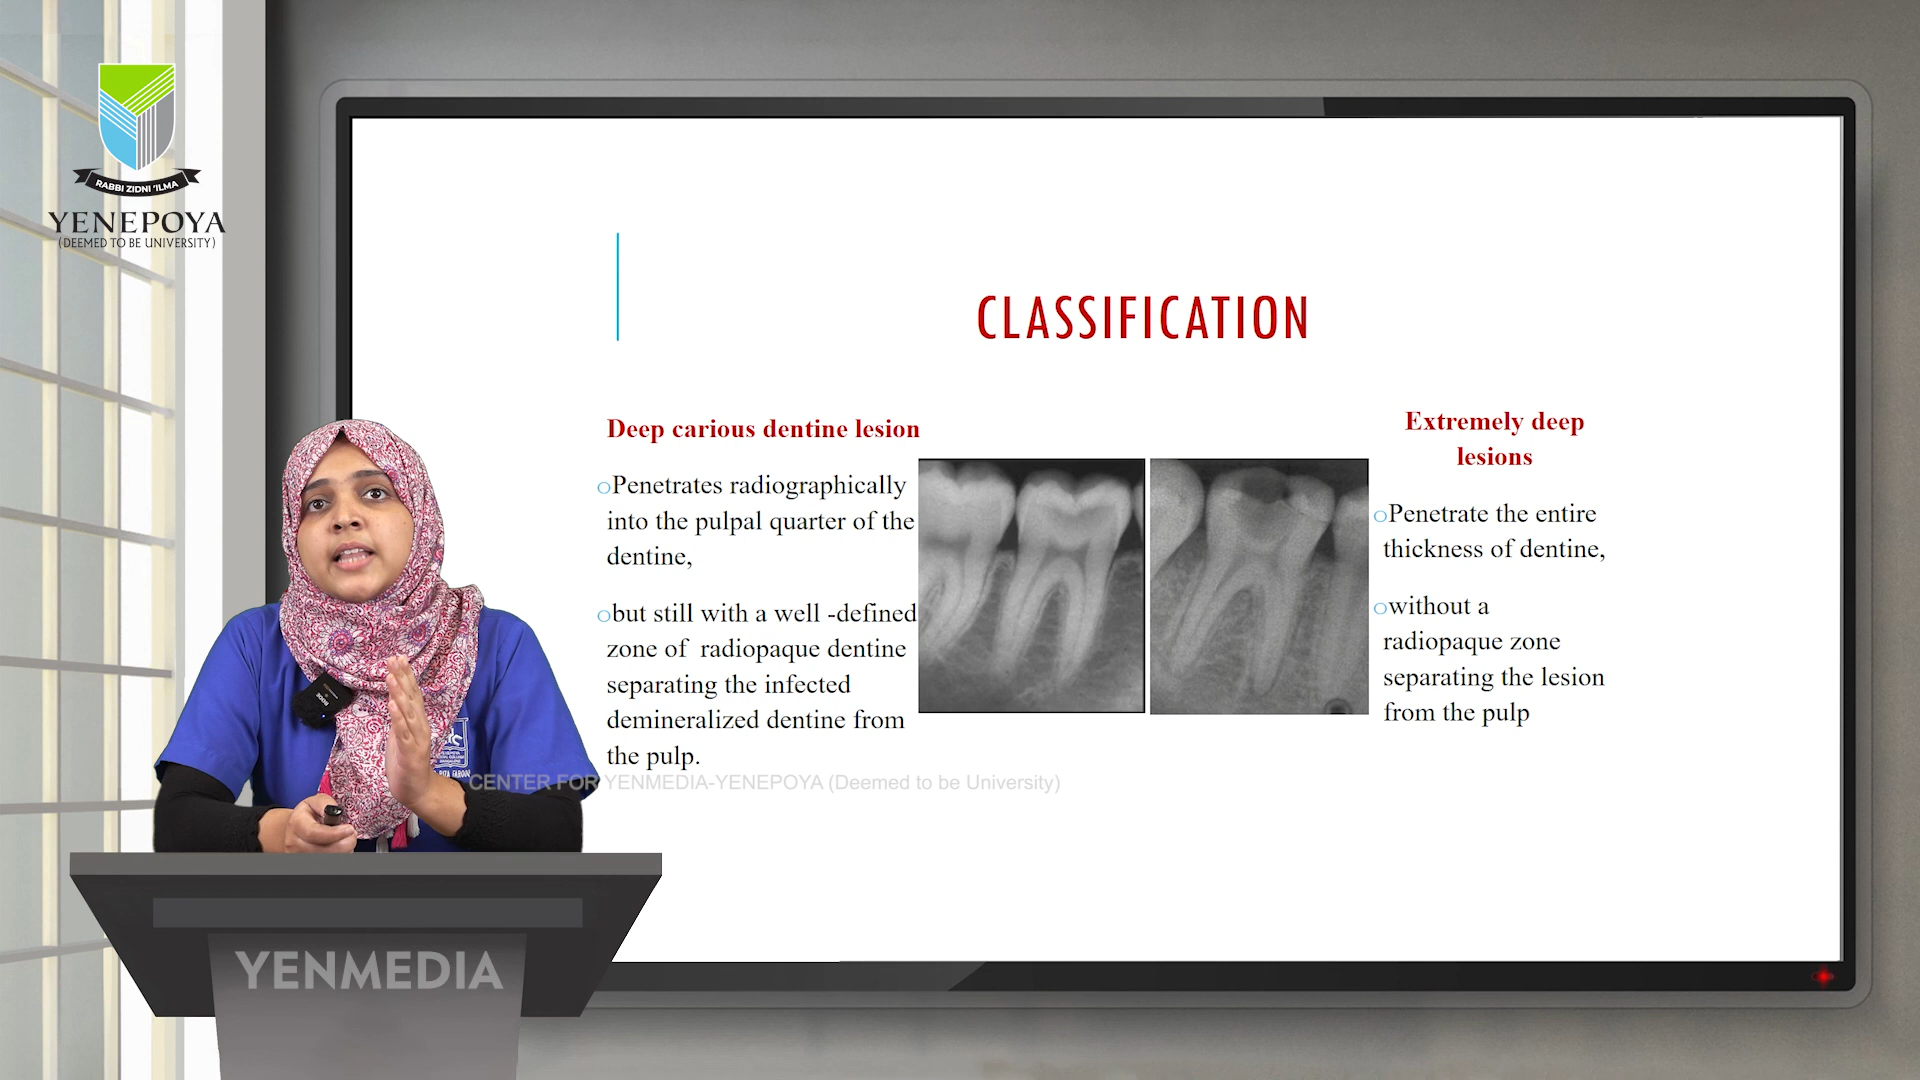 RABBI ZIDNI 'ILMA
YENEPOYA
(DEEMED TO BE UNIVERSITY)
CLASSIFICATION
Deep carious dentine lesion
Penetrates radiographically
into the pulpal quarter of the
dentine,
but still with a well -defined
zone of radiopaque dentine
separating the infected
demineralized dentine from
the pulp.
Extremely deep
lesions
Penetrate the entire
thickness of dentine,
without a
radiopaque zone
separating the lesion
from the pulp
CENTER FOR YENMEDIA-YENEPOYA (Deemed to be University)
YENMEDIA